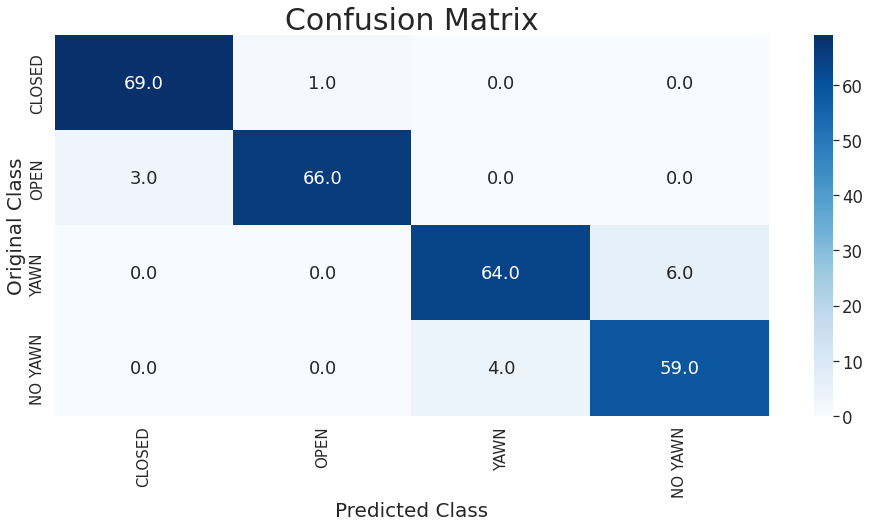 Confusion Matrix
Original Class
CLOSED
69.0 1.0 0.0 0.0
OPEN
3.0 66.0 0.0 0.0
YAWN
0.0 0.0 64.0 6.0
NO YAWN
0.0 0.0 4.0 59.0
CLOSED OPEN YAWN NO YAWN
Predicted Class
60
50
40
30
20
10
0